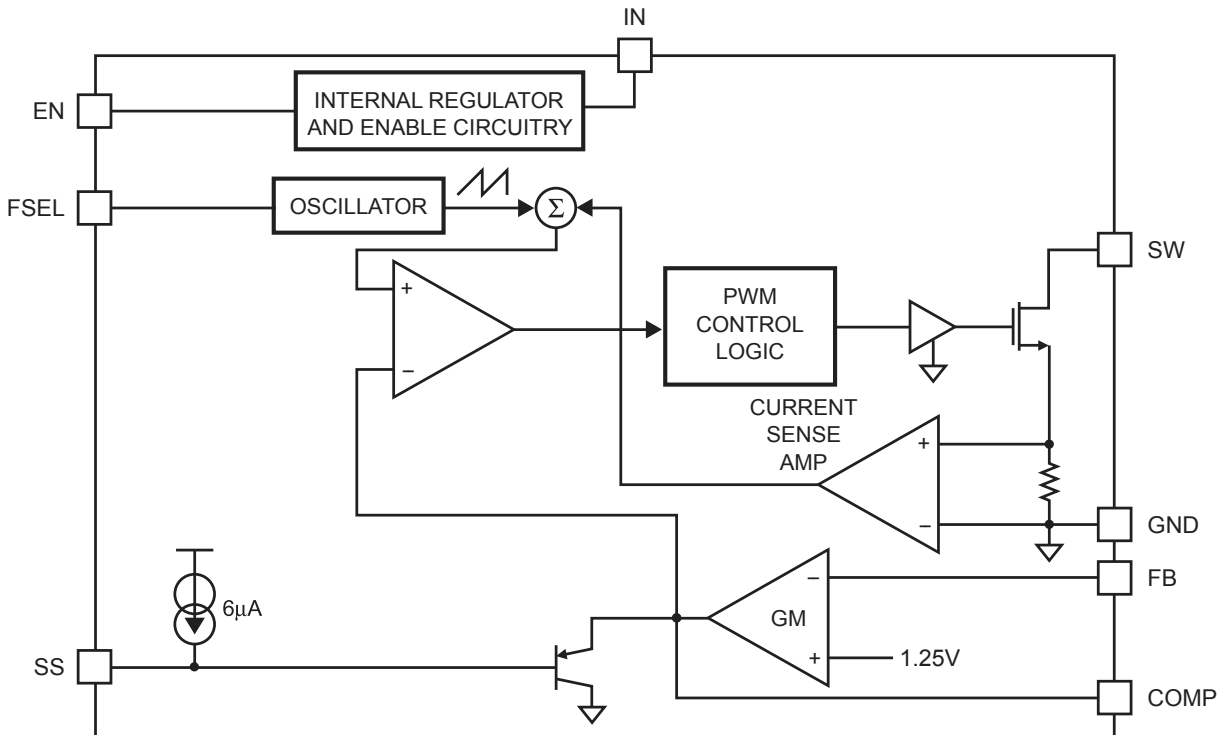 IN
EN
INTERNAL REGULATOR
AND ENABLE CIRCUITRY
FSEL
OSCILLATOR
Σ
SW
+
−
PWM
CONTROL
LOGIC
CURRENT
SENSE
AMP
+
−
GND
FB
−
GM
+
1.25V
6μA
SS
COMP